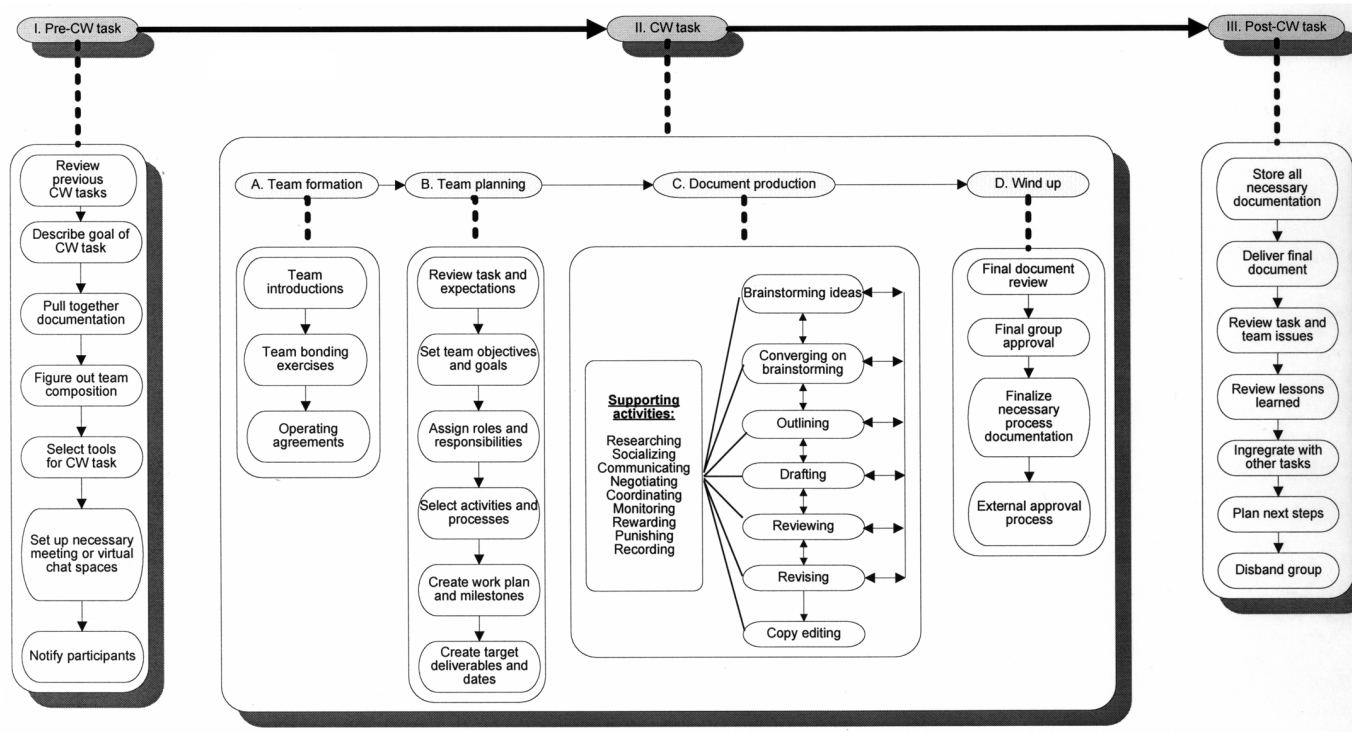 I. Pre-CW task
II. CW task
III. Post-CW task
Review
previous
CW tasks
Describe goal of
CW task
Pull together
documentation
Figure out team
composition
Select tools
for CW task
Set up necessary
meeting or virtual
chat spaces
Notify participants
A. Team formation
B. Team planning
C. Document production
D. Wind up
Team
introductions
Team bonding
exercises
Operating
agreements
Review task and
expectations
Set team objectives
and goals
Assign roles and
responsibilities
Select activities and
processes
Create work plan
and milestones
Create target
deliverables and
dates
Supporting
activities:
Researching
Socializing
Communicating
Negotiating
Coordinating
Monitoring
Rewarding
Punishing
Recording
Brainstorming ideas
Converging on
brainstorming
Outlining
Drafting
Reviewing
Revising
Copy editing
Final document
review
Final group
approval
Finalize
necessary
process
documentation
External approval
process
Store all
necessary
documentation
Deliver final
document
Review task and
team issues
Review lessons
learned
Ingregrate with
other tasks
Plan next steps
Disband group